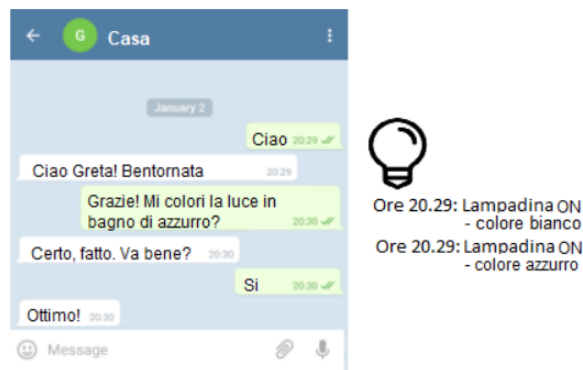 G Casa
January 2
Ciao 20:29
Ciao Greta! Bentornata 20:29
Grazie! Mi colori la luce in
bagno di azzurro? 20:30
Certo, fatto. Va bene? 20:30
Si 20:30
Ottimo! 20:30
Message
Ore 20.29: Lampadina ON
- colore bianco
Ore 20.29: Lampadina ON
- colore azzurro